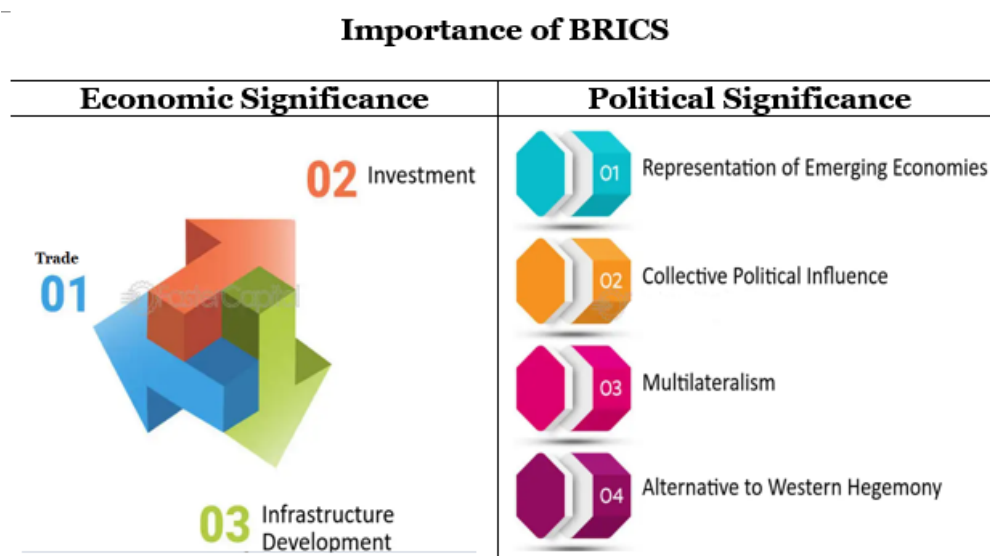 Importance of BRICS
Economic Significance
Political Significance
02 Investment
Trade
01
03 Infrastructure
Development
01 Representation of Emerging Economies
02 Collective Political Influence
03 Multilateralism
04 Alternative to Western Hegemony